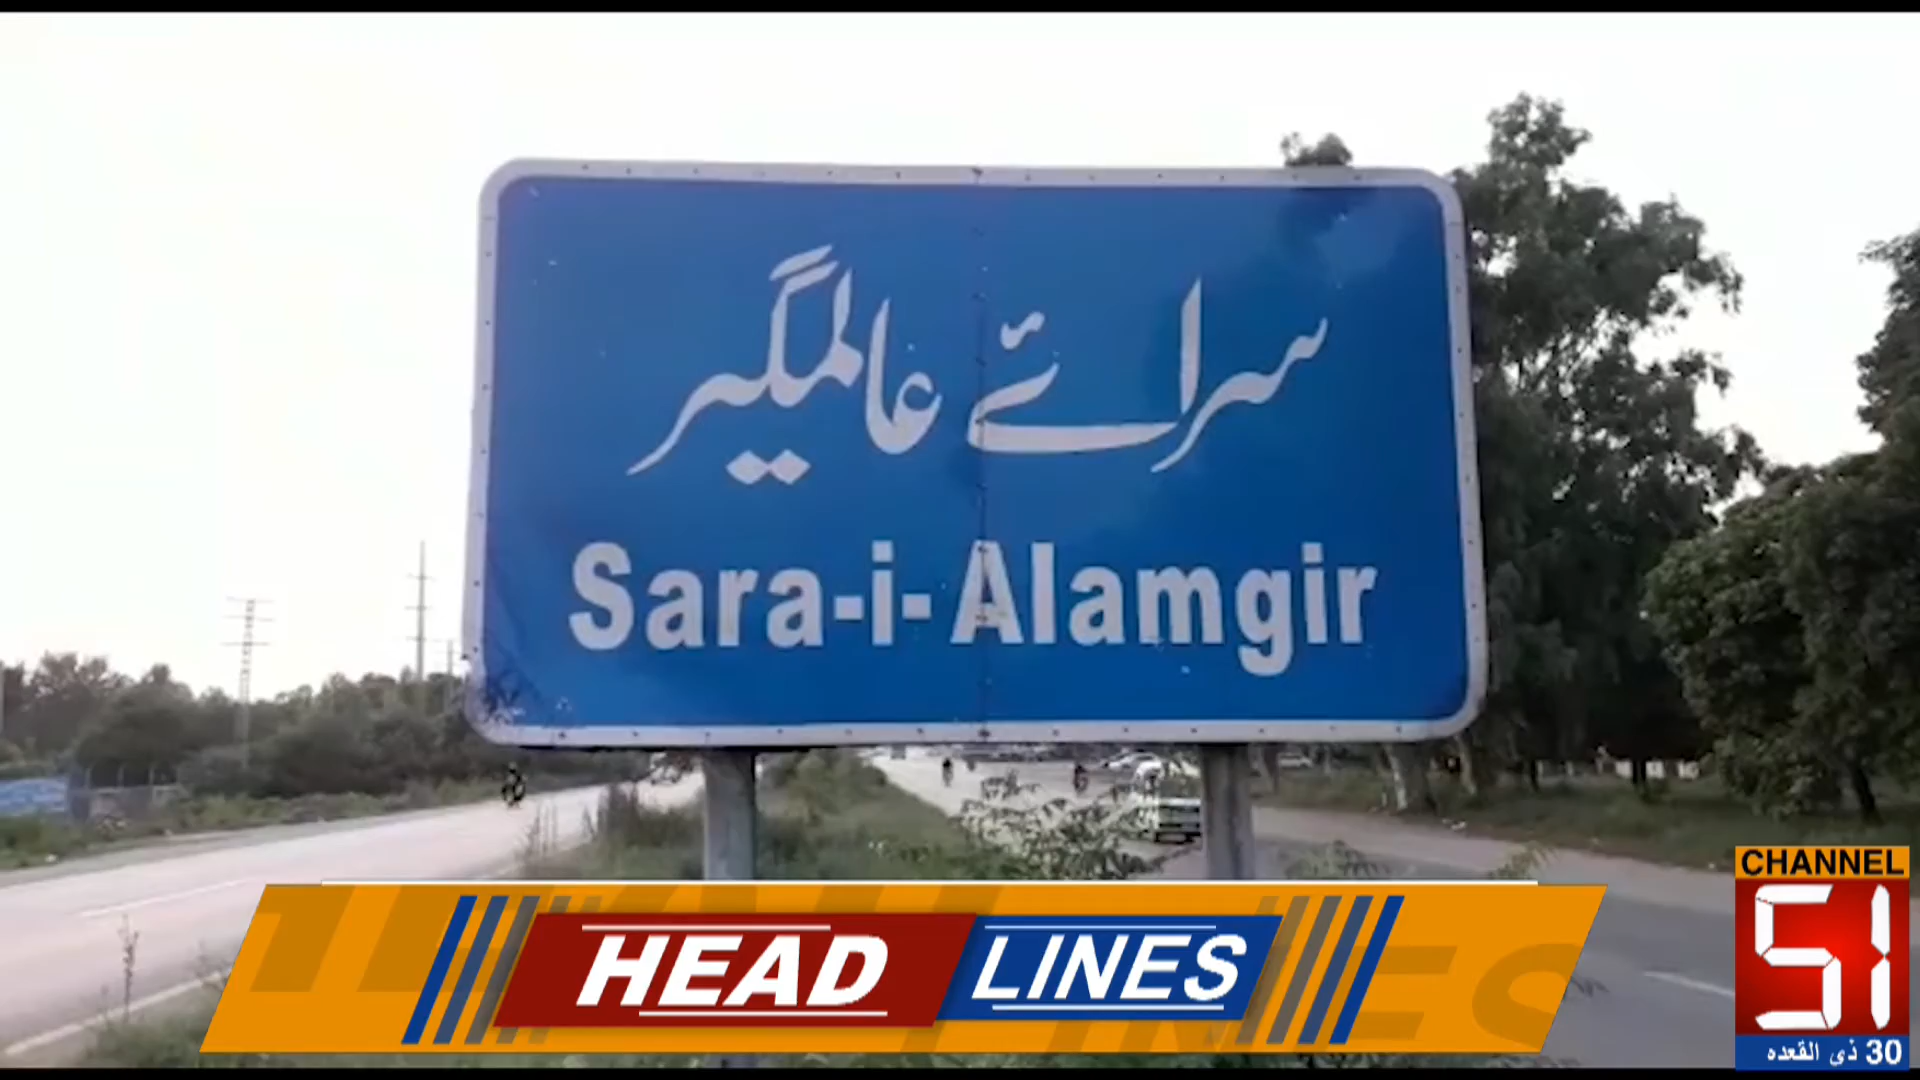 سرائے عالمگیر
Sara-i-Alamgir
HEAD LINES
CHANNEL
51
30 ذی القعدہ